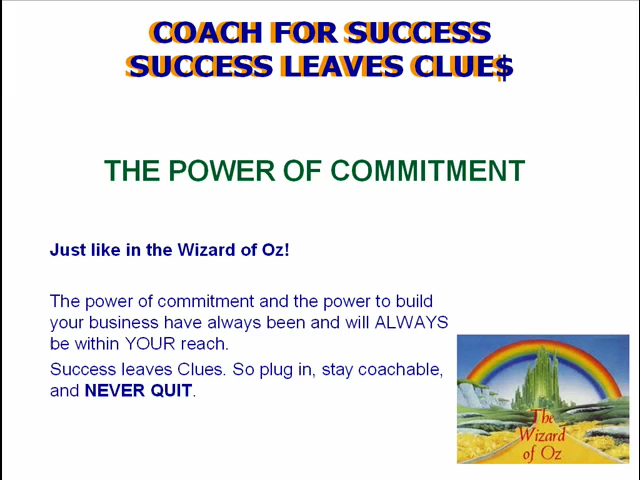 COACH FOR SUCCESS
SUCCESS LEAVES CLUE$
THE POWER OF COMMITMENT
Just like in the Wizard of Oz!
The power of commitment and the power to build
your business have always been and will ALWAYS
be within YOUR reach.
Success leaves Clues. So plug in, stay coachable,
and NEVER QUIT.
The
Wizard
of Oz